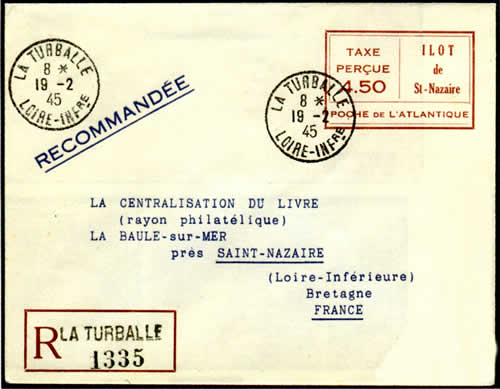 LA TURBALLE
8 *
19 -2
45
LOIRE-INFRE
RECOMMANDÉE
TAXE
PERÇUE
4.50
ILOT
de
St-Nazaire
POCHE DE L'ATLANTIQUE
LA TURBALLE
8 *
19 -2
45
LOIRE-INFRE
LA CENTRALISATION DU LIVRE
(rayon philatélique)
LA BAULE-sur-MER
près SAINT-NAZAIRE
(Loire-Inférieure)
Bretagne
FRANCE
R LA TURBALLE
1335